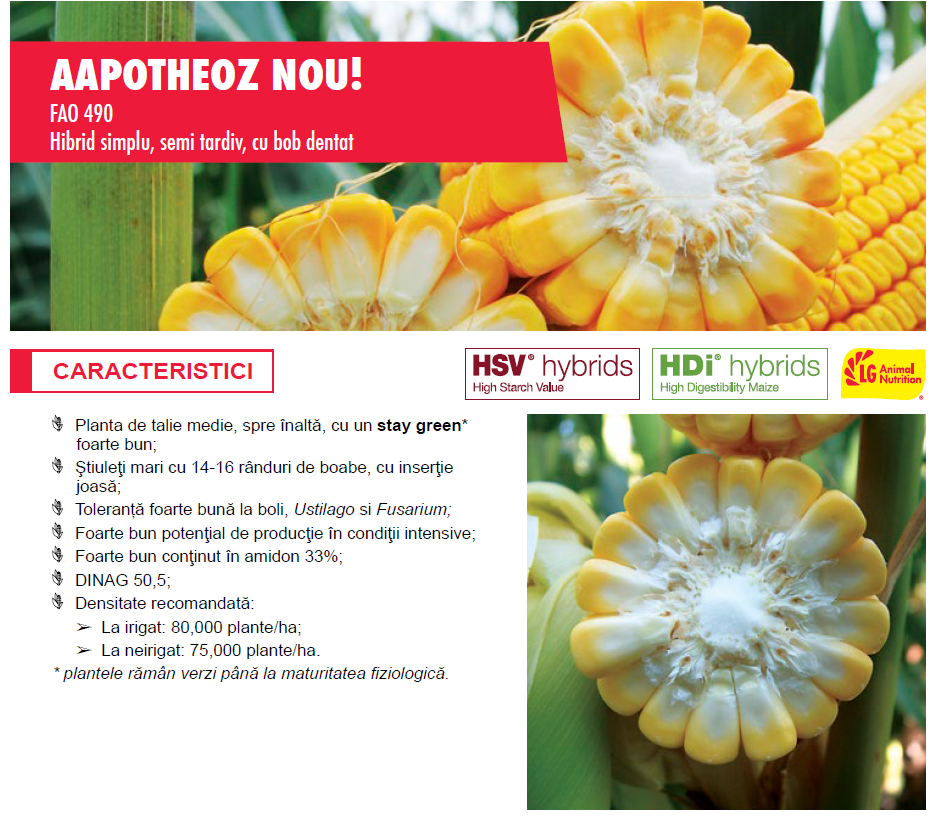 AAPOTHEOZ NOU!
FAO 490
Hibrid simplu, semi tardiv, cu bob dentat
CARACTERISTICI
HSV® hybrids
High Starch Value
HDi® hybrids
High Digestibility Maize
LG Animal
Nutrition
®
Planta de talie medie, spre înaltă, cu un stay green*
foarte bun;
Ştiuleţi mari cu 14-16 rânduri de boabe, cu inserţie
joasă;
Toleranță foarte bună la boli, Ustilago si Fusarium;
Foarte bun potenţial de producţie în condiţii intensive;
Foarte bun conţinut în amidon 33%;
DINAG 50,5;
Densitate recomandată:
➢ La irigat: 80,000 plante/ha;
➢ La neirigat: 75,000 plante/ha.
* plantele rămân verzi până la maturitatea fiziologică.